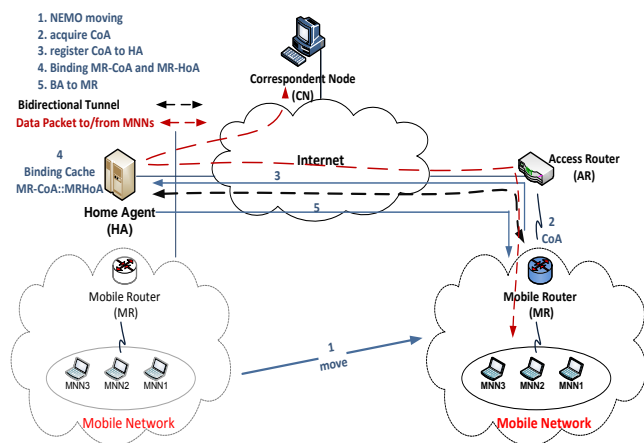 1. NEMO moving
2. acquire CoA
3. register CoA to HA
4. Binding MR-CoA and MR-HoA
5. BA to MR
Bidirectional Tunnel
Data Packet to/from MNNs
Correspondent Node
(CN)
Internet
4
Binding Cache
MR-CoA::MRHoA
Home Agent
(HA)
3
5
Access Router
(AR)
2
CoA
Mobile Router
(MR)
MNN3 MNN2 MNN1
Mobile Network
1
move
Mobile Router
(MR)
MNN3 MNN2 MNN1
Mobile Network